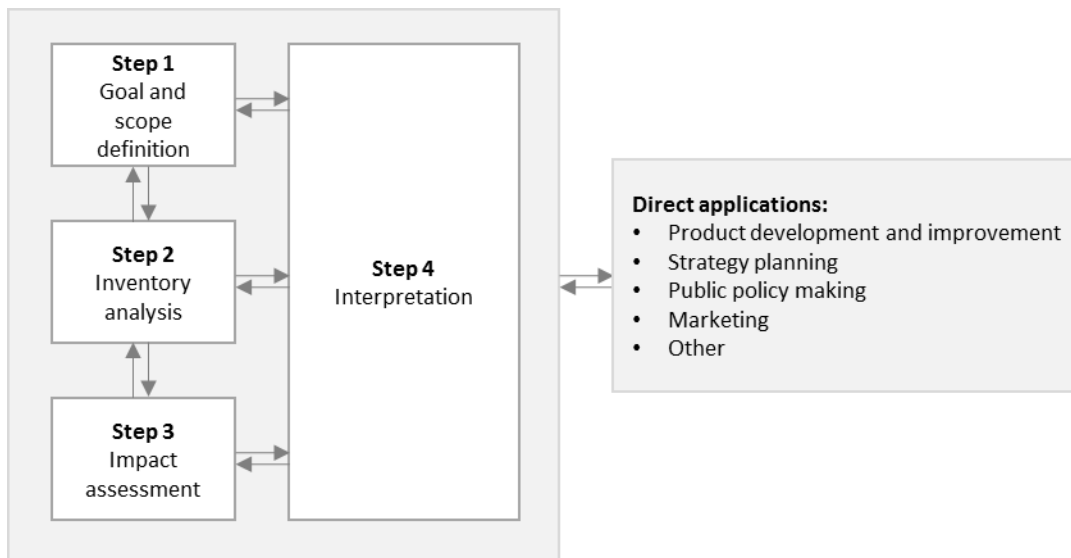 Step 1
Goal and
scope
definition
Step 2
Inventory
analysis
Step 3
Impact
assessment
Step 4
Interpretation
Direct applications:
• Product development and improvement
• Strategy planning
• Public policy making
• Marketing
• Other